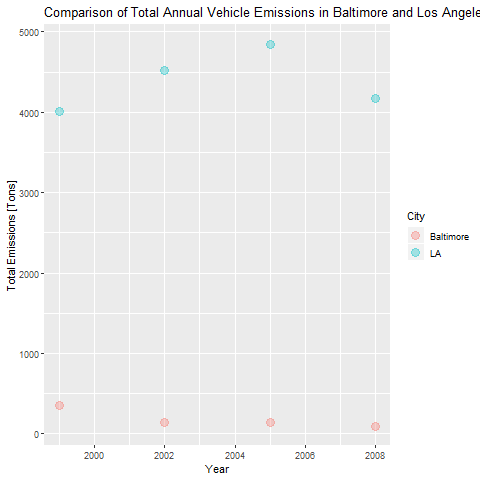 Comparison of Total Annual Vehicle Emissions in Baltimore and Los Angele
5000
4000
3000
2000
1000
0
Total Emissions [Tons]
2000 2002 2004 2006 2008
Year
City
Baltimore
LA